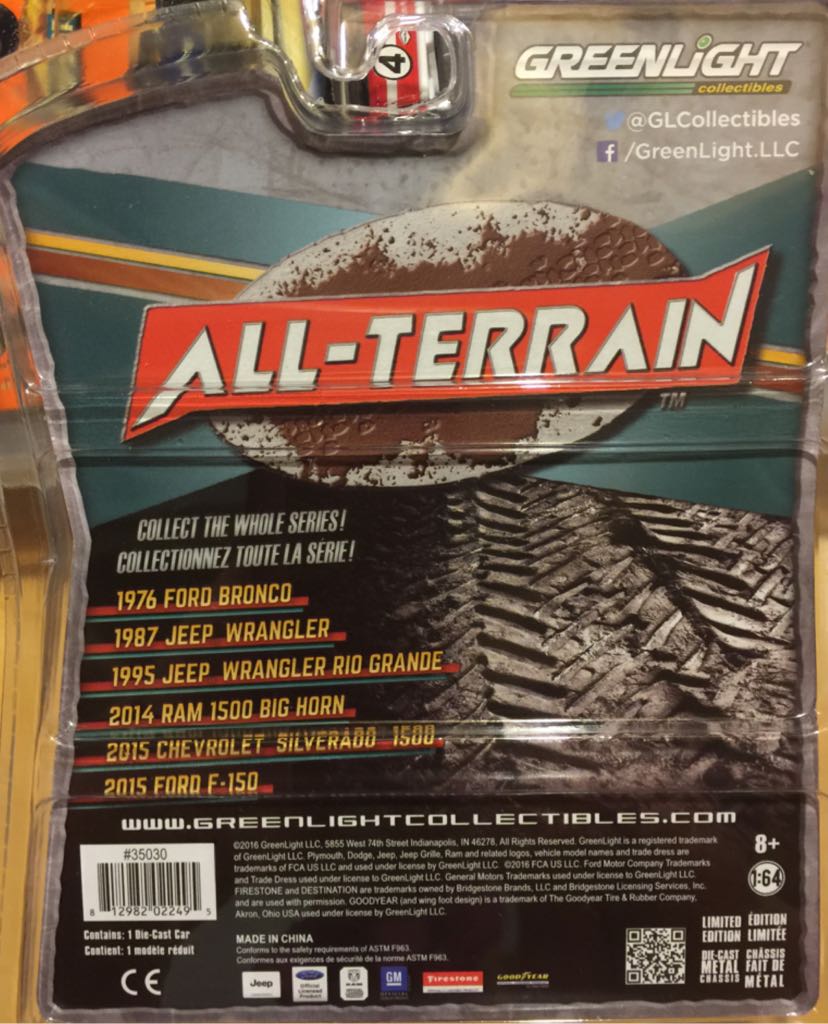 4
GREENLIGHT
collectibles
@GLCollectibles
/GreenLight.LLC
ALL-TERRAIN
TM
COLLECT THE WHOLE SERIES!
COLLECTIONNEZ TOUTE LA SÉRIE!
1976 FORD BRONCO
1987 JEEP WRANGLER
1995 JEEP WRANGLER RIO GRANDE
2014 RAM 1500 BIG HORN
2015 CHEVROLET SILVERADO 1500
2015 FORD F-150
www.GREENLIGHTCOLLECTIBLES.com
#35030
8 12982 02249 5
Contains: 1 Die-Cast Car
Contient: 1 modèle réduit
CE
©2016 GreenLight LLC, 5855 West 74th Street Indianapolis, IN 46278, All Rights Reserved. GreenLight is a registered trademark
of GreenLight LLC. Plymouth, Dodge, Jeep, Jeep Grille, Ram and related logos, vehicle model names and trade dress are
trademarks of FCA US LLC and used under license by GreenLight LLC. ©2016 FCA US LLC. Ford Motor Company Trademarks
and Trade Dress used under license to GreenLight LLC. General Motors Trademarks used under license to GreenLight LLC.
FIRESTONE and DESTINATION are trademarks owned by Bridgestone Brands, LLC and Bridgestone Licensing Services, Inc.
and are used with permission. GOODYEAR (and wing foot design) is a trademark of The Goodyear Tire & Rubber Company,
Akron, Ohio USA used under license by GreenLight LLC.
MADE IN CHINA
Conforms to the safety requirements of ASTM F963.
Conformes aux exigences de sécurité de la norme ASTM F963.
Jeep
Ford
Official
Licensed
Product
RAM
GM
OFFICIAL
Firestone
GOODYEAR
8+
1:64
LIMITED EDITION
ÉDITION LIMITÉE
DIE-CAST METAL CHASSIS
CHÂSSIS FAIT DE MÉTAL